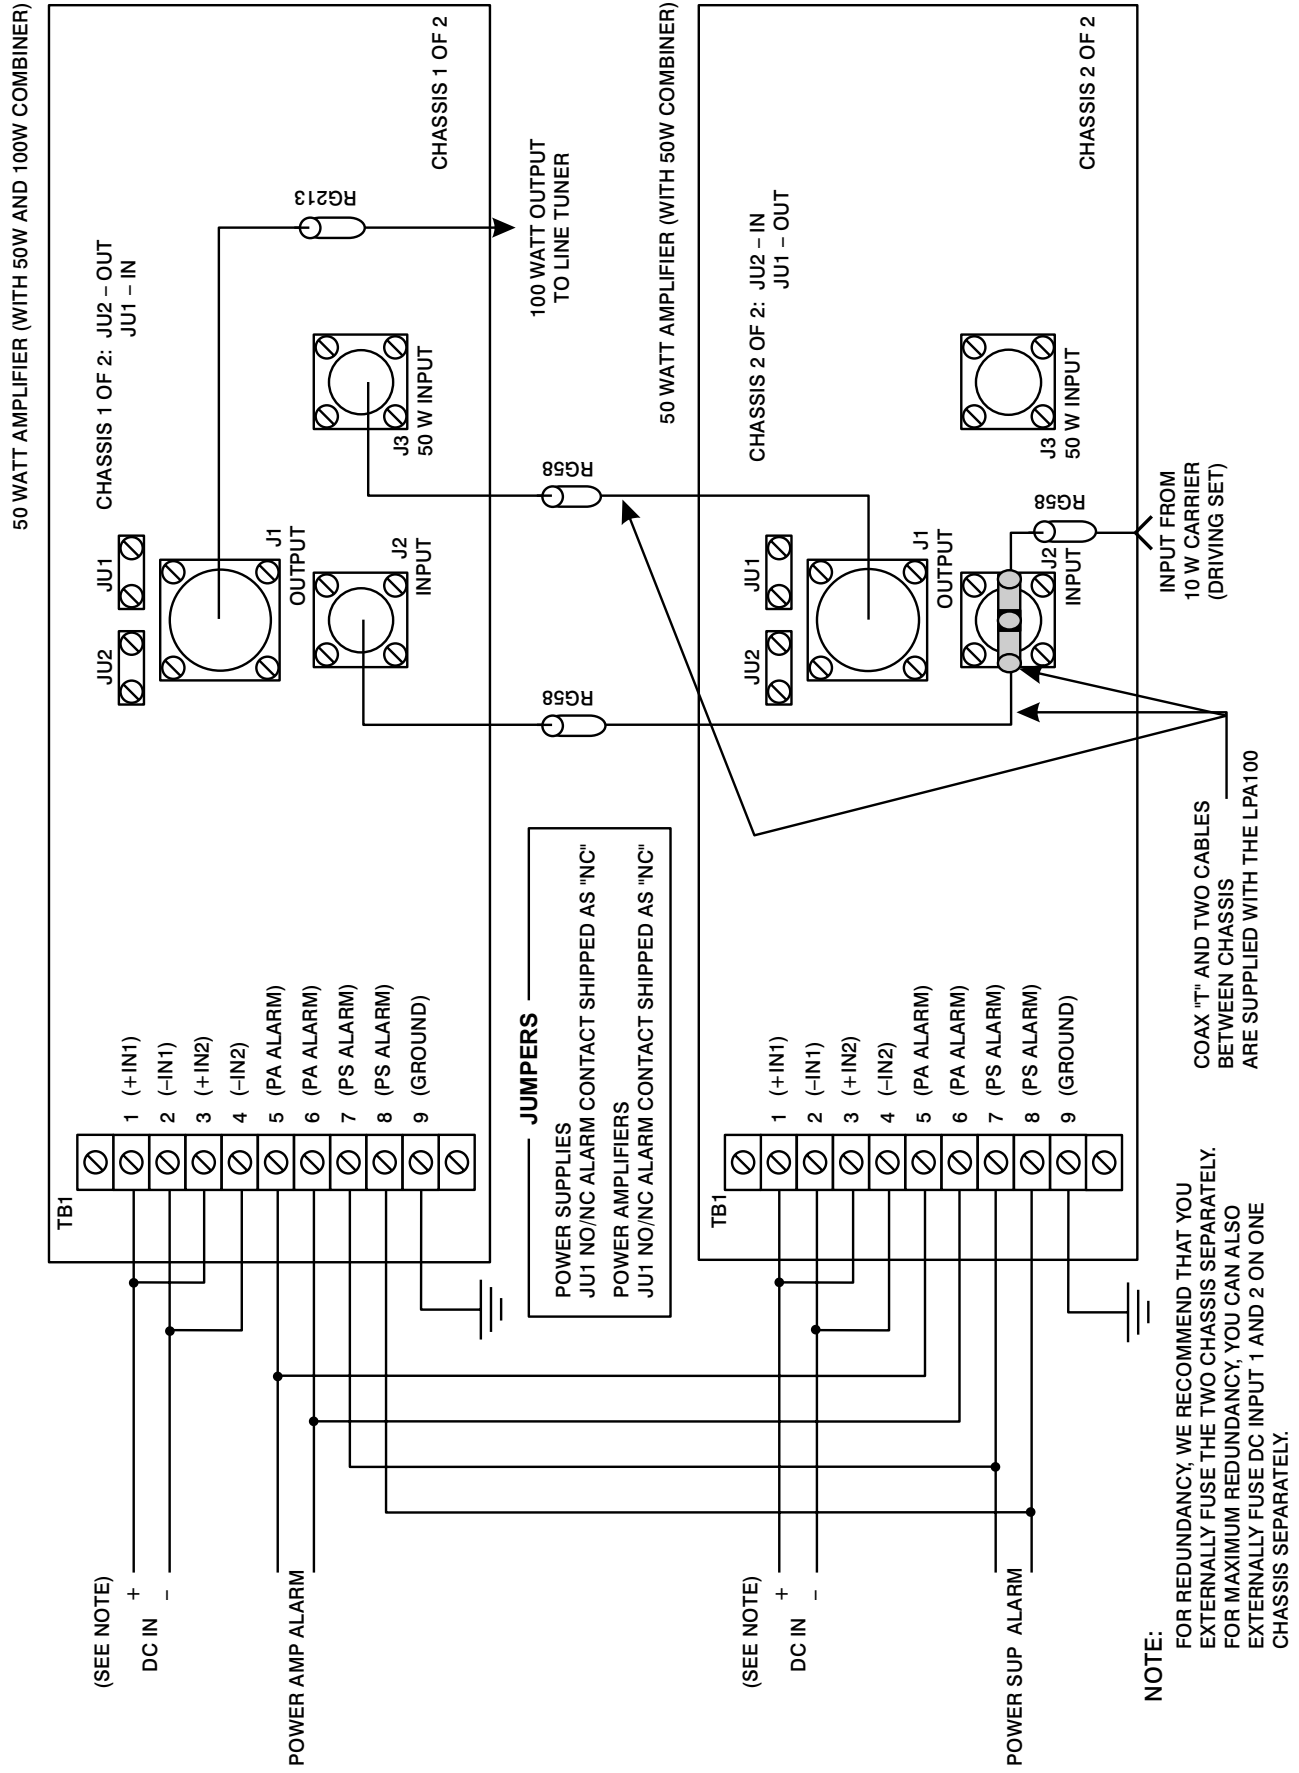 50 WATT AMPLIFIER (WITH 50W AND 100W COMBINER)
CHASSIS 1 OF 2: JU2 – OUT
JU1 – IN
CHASSIS 1 OF 2
TB1
1 (+IN1)
2 (–IN1)
3 (+IN2)
4 (–IN2)
5 (PA ALARM)
6 (PA ALARM)
7 (PS ALARM)
8 (PS ALARM)
9 (GROUND)
JU2
JU1
J1
OUTPUT
J2
INPUT
J3
50 W INPUT
RG213
100 WATT OUTPUT
TO LINE TUNER
(SEE NOTE)
+
DC IN
–
POWER AMP ALARM
JUMPERS
POWER SUPPLIES
JU1 NO/NC ALARM CONTACT SHIPPED AS "NC"
POWER AMPLIFIERS
JU1 NO/NC ALARM CONTACT SHIPPED AS "NC"
RG58
RG58
50 WATT AMPLIFIER (WITH 50W COMBINER)
CHASSIS 2 OF 2: JU2 – IN
JU1 – OUT
CHASSIS 2 OF 2
TB1
1 (+IN1)
2 (–IN1)
3 (+IN2)
4 (–IN2)
5 (PA ALARM)
6 (PA ALARM)
7 (PS ALARM)
8 (PS ALARM)
9 (GROUND)
JU2
JU1
J1
OUTPUT
J2
INPUT
J3
50 W INPUT
RG58
INPUT FROM
10 W CARRIER
(DRIVING SET)
(SEE NOTE)
+
DC IN
–
POWER SUP ALARM
COAX "T" AND TWO CABLES
BETWEEN CHASSIS
ARE SUPPLIED WITH THE LPA100
NOTE:
FOR REDUNDANCY, WE RECOMMEND THAT YOU
EXTERNALLY FUSE THE TWO CHASSIS SEPARATELY.
FOR MAXIMUM REDUNDANCY, YOU CAN ALSO
EXTERNALLY FUSE DC INPUT 1 AND 2 ON ONE
CHASSIS SEPARATELY.